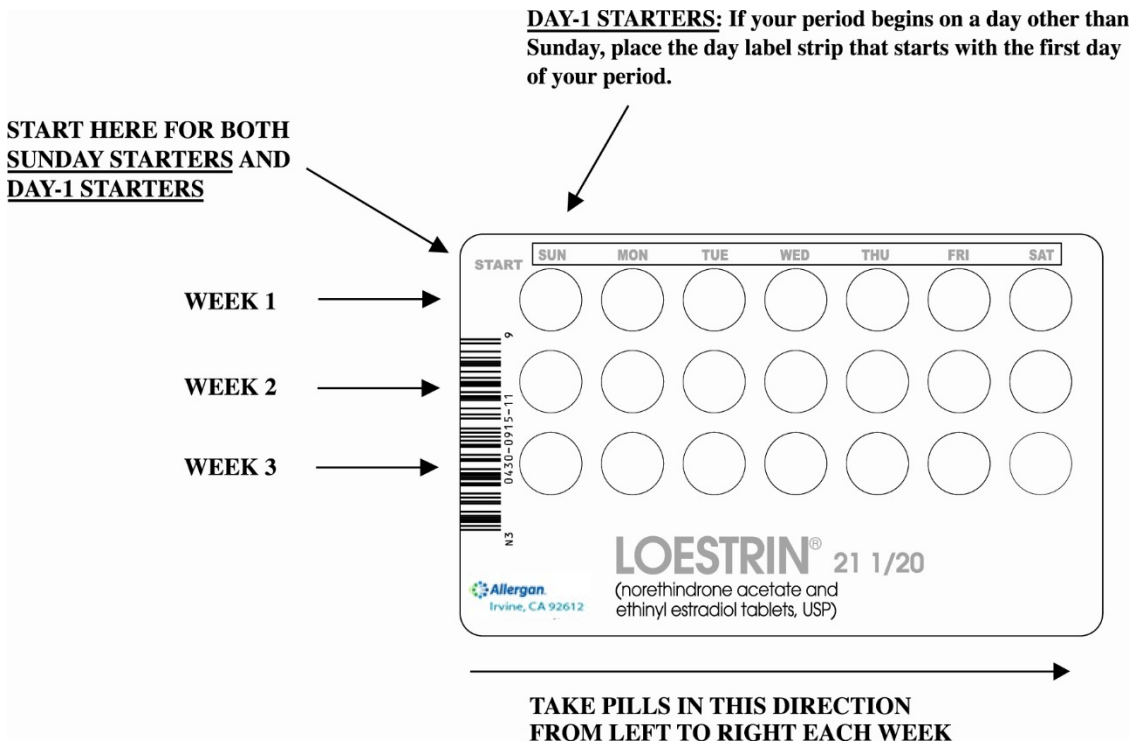 DAY-1 STARTERS: If your period begins on a day other than
Sunday, place the day label strip that starts with the first day
of your period.
START HERE FOR BOTH
SUNDAY STARTERS AND
DAY-1 STARTERS
START
SUN MON TUE WED THU FRI SAT
WEEK 1
WEEK 2
WEEK 3
N3 0430-0915-11 9
LOESTRIN® 21 1/20
(norethindrone acetate and
ethinyl estradiol tablets, USP)
Allergan
Irvine, CA 92612
TAKE PILLS IN THIS DIRECTION
FROM LEFT TO RIGHT EACH WEEK